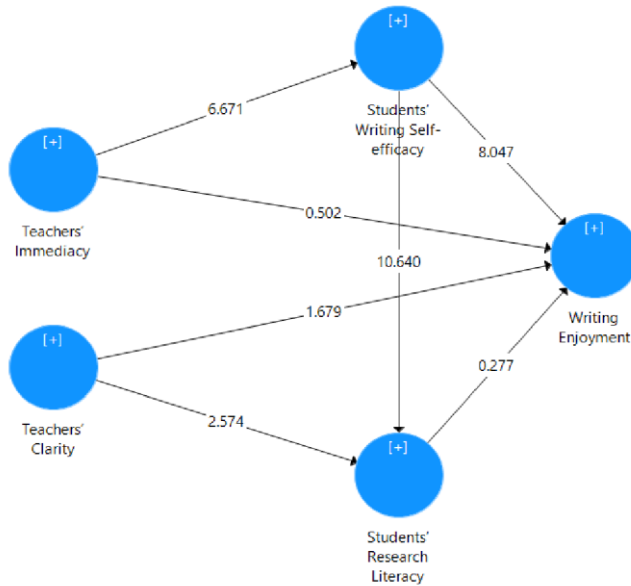 [+]
Students'
Writing Self-
efficacy
6.671
8.047
[+]
Teachers'
Immediacy
0.502
[+]
Writing
Enjoyment
10.640
1.679
[+]
Teachers'
Clarity
0.277
2.574
[+]
Students'
Research
Literacy